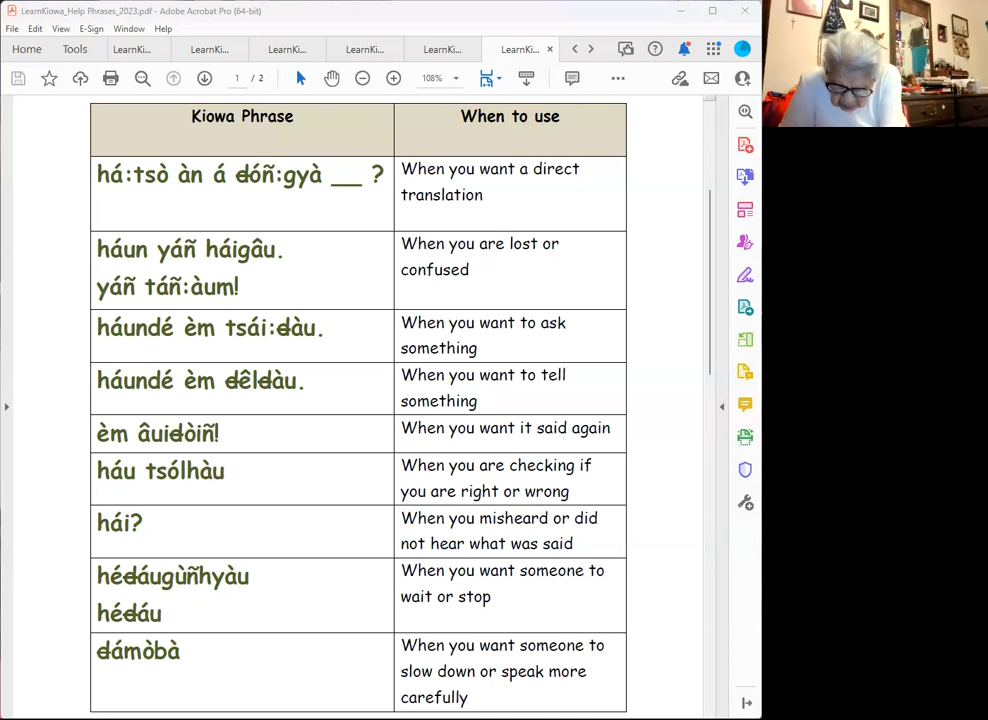 LearnKiowa_Help Phrases_2023.pdf - Adobe Acrobat Pro (64-bit)
File Edit View E-Sign Window Help
Home Tools LearnKi... LearnKi... LearnKi... LearnKi... LearnKi... LearnKi... ×
1 / 2 108%
Kiowa Phrase When to use
há:tsò àn á đóñ:gyà __ ? When you want a direct
translation
háun yáñ háigâu. When you are lost or
confused
yáñ táñ:àum!
háundé èm tsái:đàu. When you want to ask
something
háundé èm đêlđàu. When you want to tell
something
èm âuiđòiñ! When you want it said again
háu tsólhàu When you are checking if
you are right or wrong
hái? When you misheard or did
not hear what was said
héđáugùñhyàu When you want someone to
wait or stop
héđáu
đámòbà When you want someone to
slow down or speak more
carefully